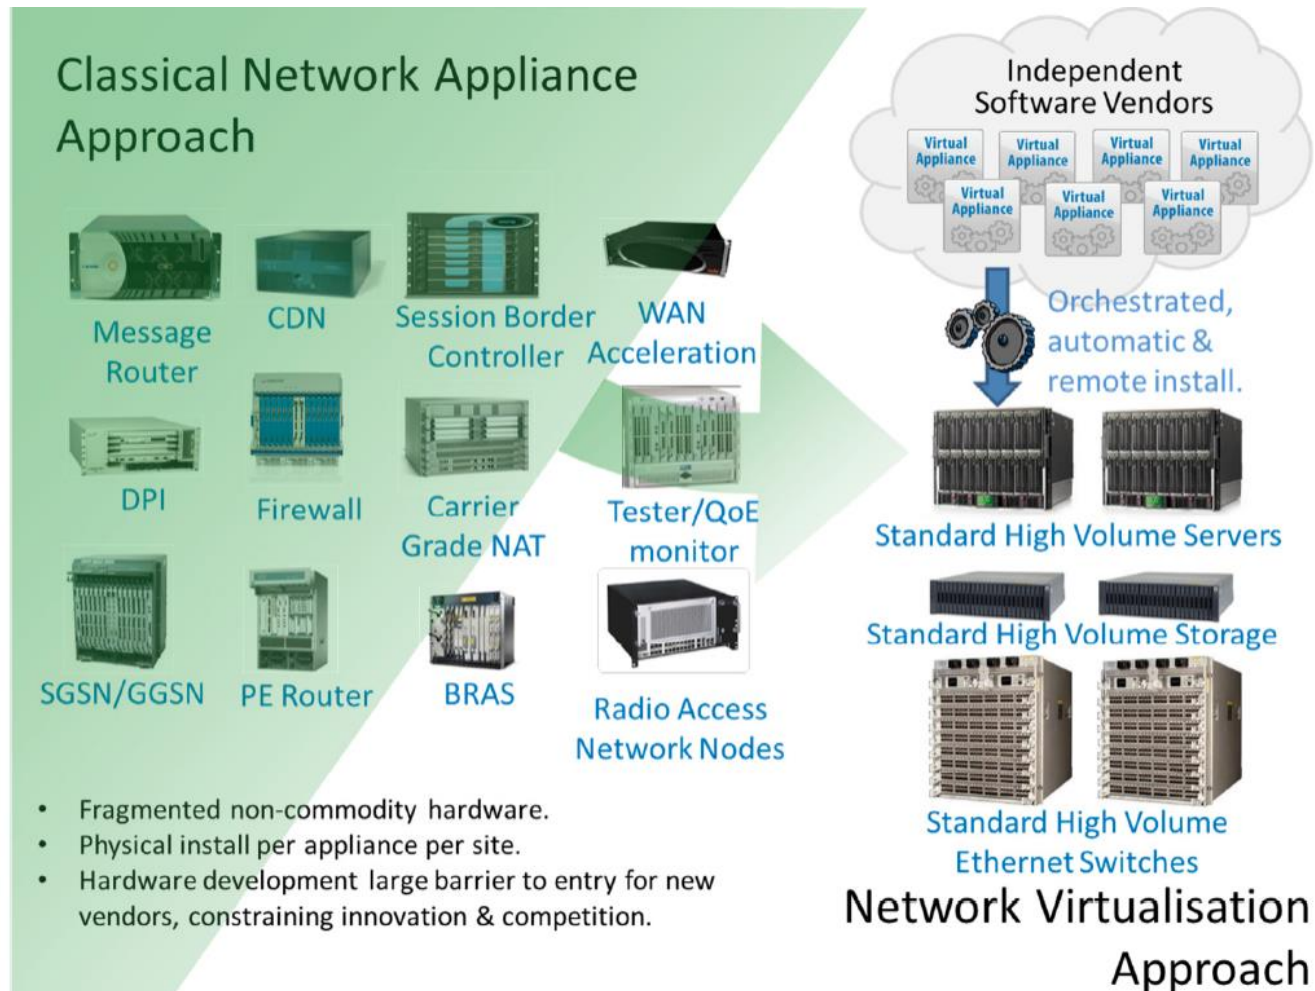 Classical Network Appliance
Approach
Message
Router
CDN
Session Border
Controller
WAN
Acceleration
DPI
Firewall
Carrier
Grade NAT
Tester/QoE
monitor
SGSN/GGSN
PE Router
BRAS
Radio Access
Network Nodes
• Fragmented non-commodity hardware.
• Physical install per appliance per site.
• Hardware development large barrier to entry for new
vendors, constraining innovation & competition.
Independent
Software Vendors
Virtual
Appliance
Virtual
Appliance
Virtual
Appliance
Virtual
Appliance
Virtual
Appliance
Virtual
Appliance
Virtual
Appliance
Orchestrated,
automatic &
remote install.
Standard High Volume Servers
Standard High Volume Storage
Standard High Volume
Ethernet Switches
Network Virtualisation
Approach